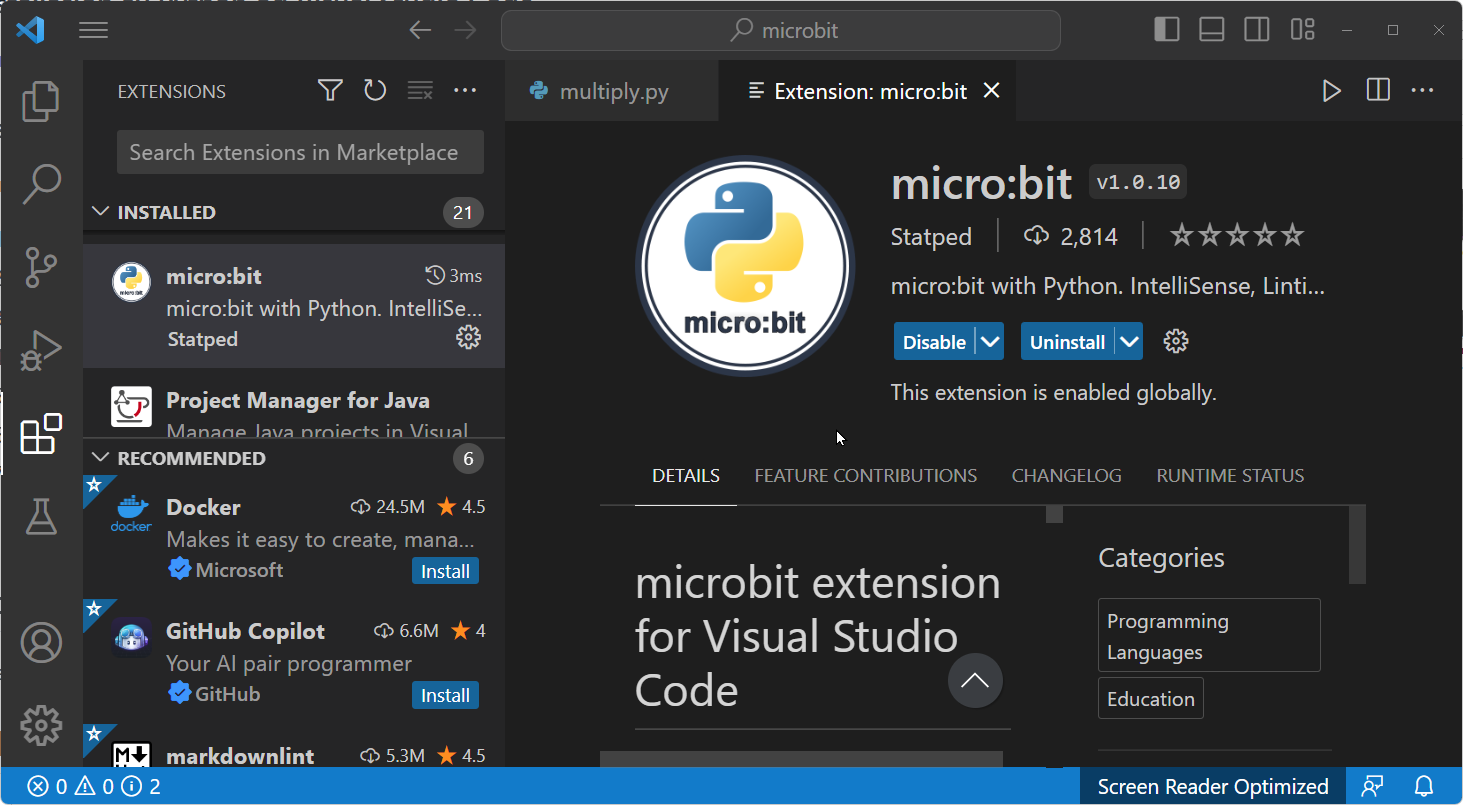 microbit
EXTENSIONS
Search Extensions in Marketplace
INSTALLED 21
micro:bit
micro:bit 3ms
micro:bit with Python. IntelliSe...
Statped
Project Manager for Java
Manage Java projects in Visual
RECOMMENDED 6
docker
Docker 24.5M 4.5
Makes it easy to create, mana...
Microsoft Install
GitHub Copilot 6.6M 4
Your AI pair programmer
GitHub Install
M
markdownlint 5.3M 4.5
multiply.py Extension: micro:bit
micro:bit
micro:bit v1.0.10
Statped 2,814
micro:bit with Python. IntelliSense, Linti...
Disable Uninstall
This extension is enabled globally.
DETAILS FEATURE CONTRIBUTIONS CHANGELOG RUNTIME STATUS
microbit extension
for Visual Studio
Code
Categories
Programming
Languages
Education
0 0 2 Screen Reader Optimized